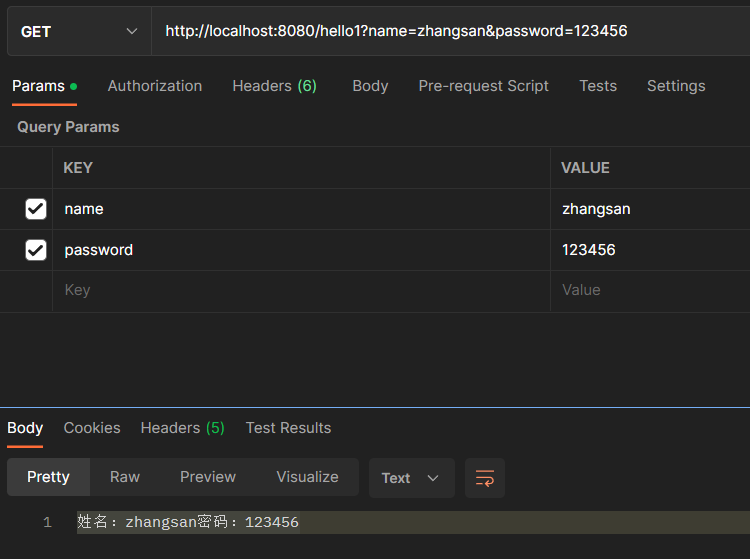 GET http://localhost:8080/hello1?name=zhangsan&password=123456
Params Authorization Headers (6) Body Pre-request Script Tests Settings
Query Params
KEY VALUE
name zhangsan
password 123456
Key Value
Body Cookies Headers (5) Test Results
Pretty Raw Preview Visualize Text
1 姓名：zhangsan密码：123456